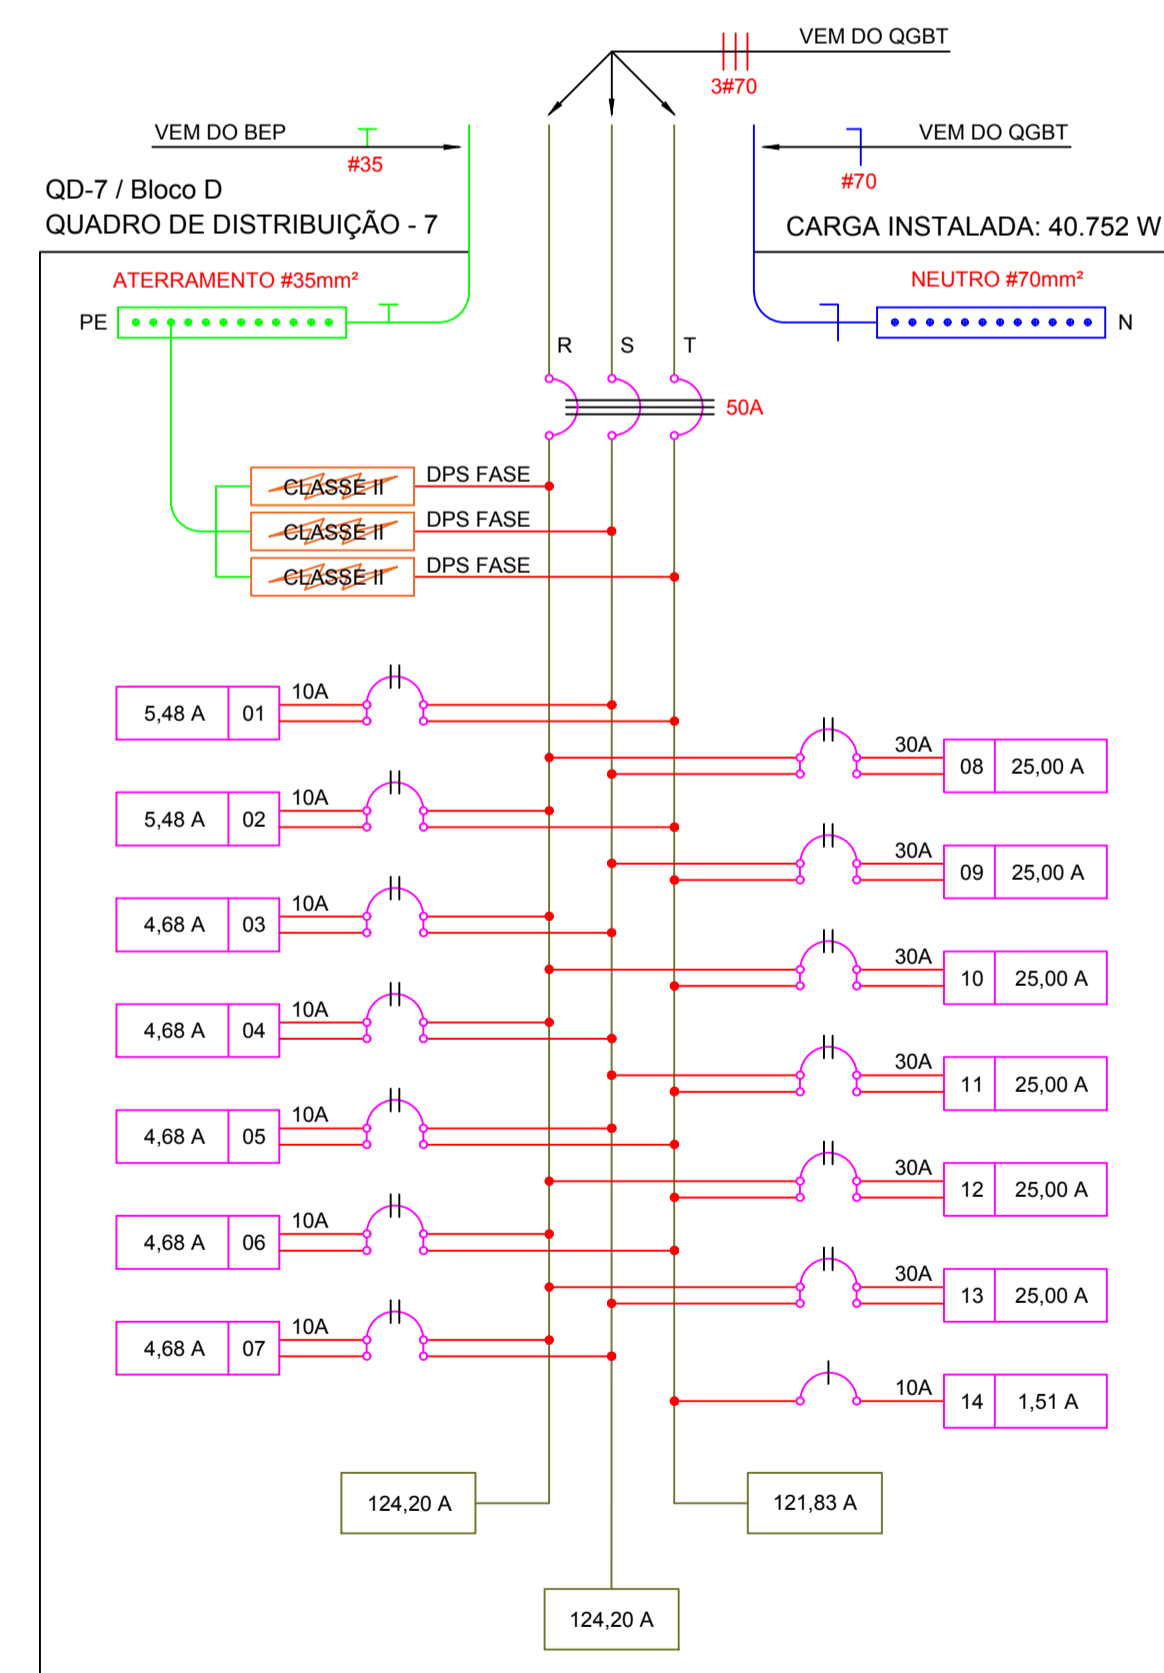 VEM DO QGBT
3#70
VEM DO BEP
#35
VEM DO QGBT
#70
QD-7 / Bloco D
QUADRO DE DISTRIBUIÇÃO - 7
CARGA INSTALADA: 40.752 W
ATERRAMENTO #35mm²
NEUTRO #70mm²
PE
N
R S T
50A
CLASSE II DPS FASE
CLASSE II DPS FASE
CLASSE II DPS FASE
5,48 A 01 10A
30A 08 25,00 A
5,48 A 02 10A
30A 09 25,00 A
4,68 A 03 10A
30A 10 25,00 A
4,68 A 04 10A
30A 11 25,00 A
4,68 A 05 10A
30A 12 25,00 A
4,68 A 06 10A
30A 13 25,00 A
4,68 A 07 10A
10A 14 1,51 A
124,20 A
121,83 A
124,20 A